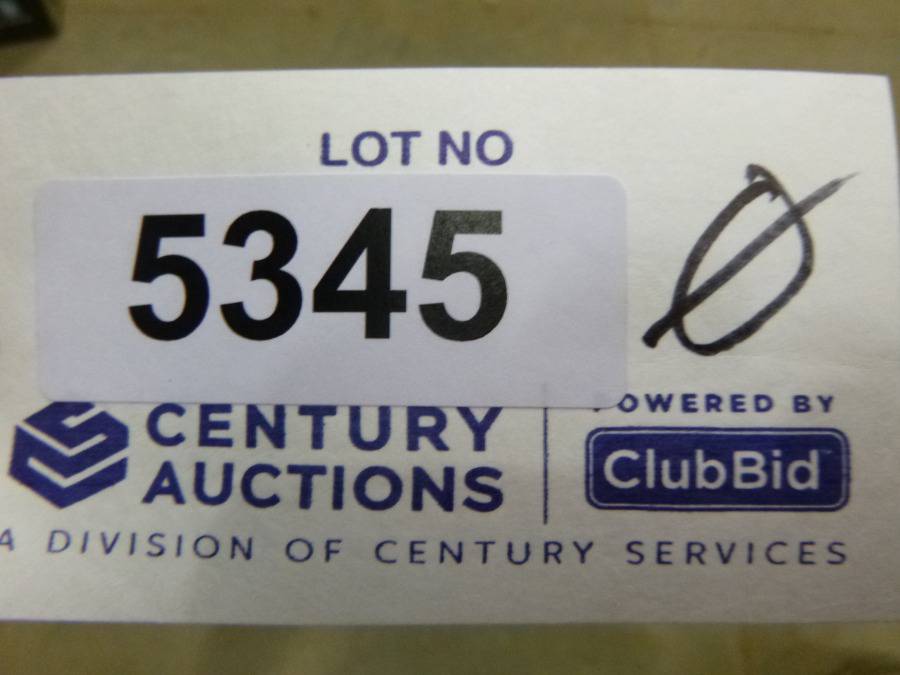 LOT NO
5345 Ø
CENTURY
AUCTIONS
POWERED BY
ClubBid
A DIVISION OF CENTURY SERVICES